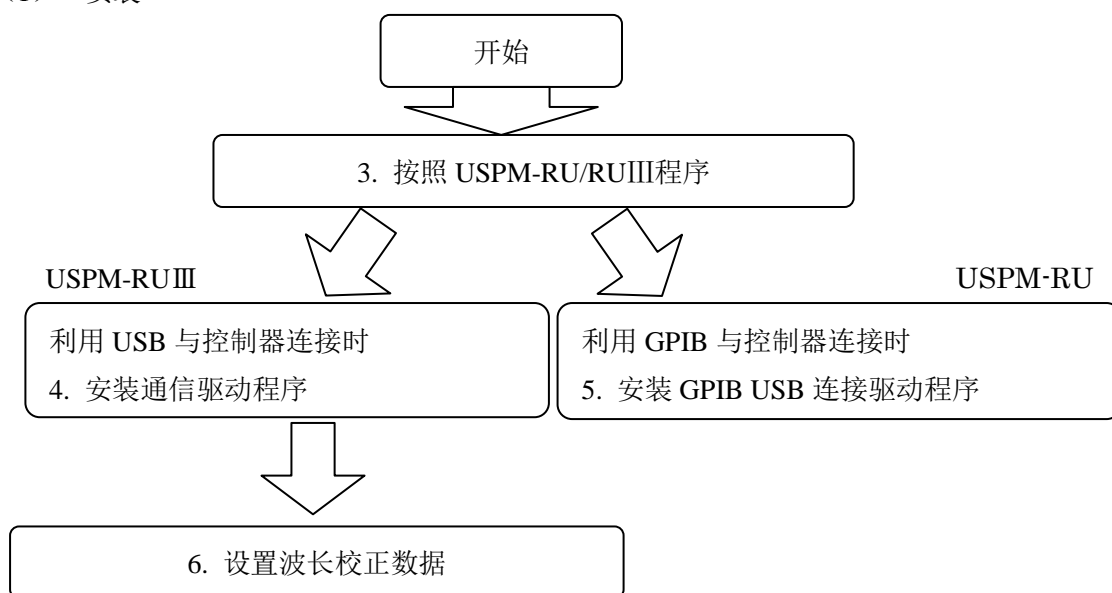 开始
3. 按照 USPM-RU/RUⅢ程序
USPM-RUⅢ
USPM-RU
利用 USB 与控制器连接时
4. 安装通信驱动程序
利用 GPIB 与控制器连接时
5. 安装 GPIB USB 连接驱动程序
6. 设置波长校正数据